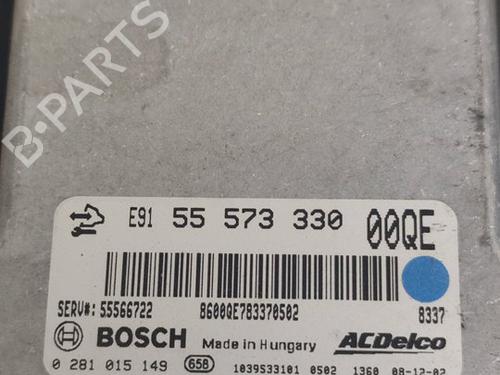 B-PARTS
E91 55 573 330 00QE
SERV#: 55566722 8600QE783370502 8337
BOSCH Made in Hungary ACDelco
0 281 015 149 658 1039S33101 0502 1360 08-12-02